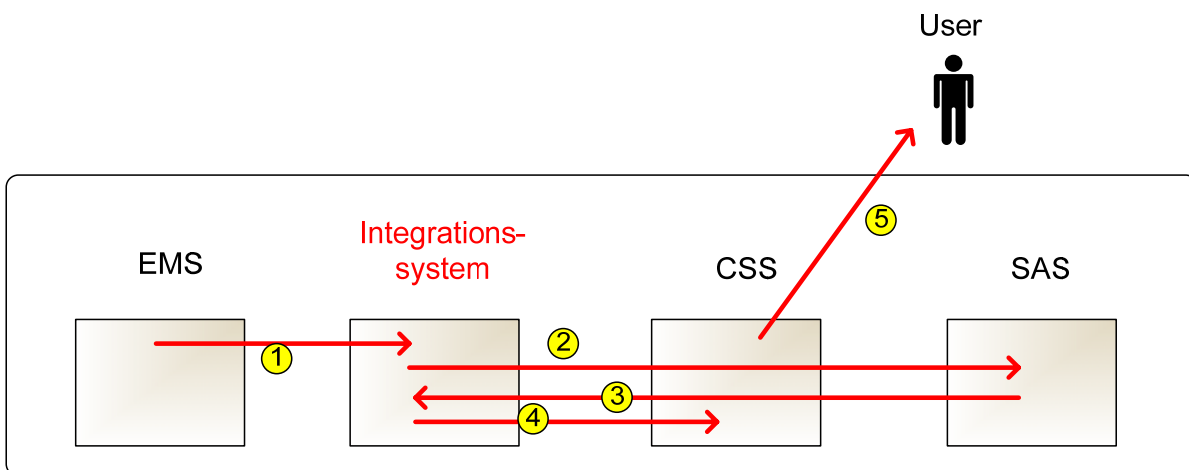 User
5
Integrations-
system
EMS
CSS
SAS
1
2
3
4